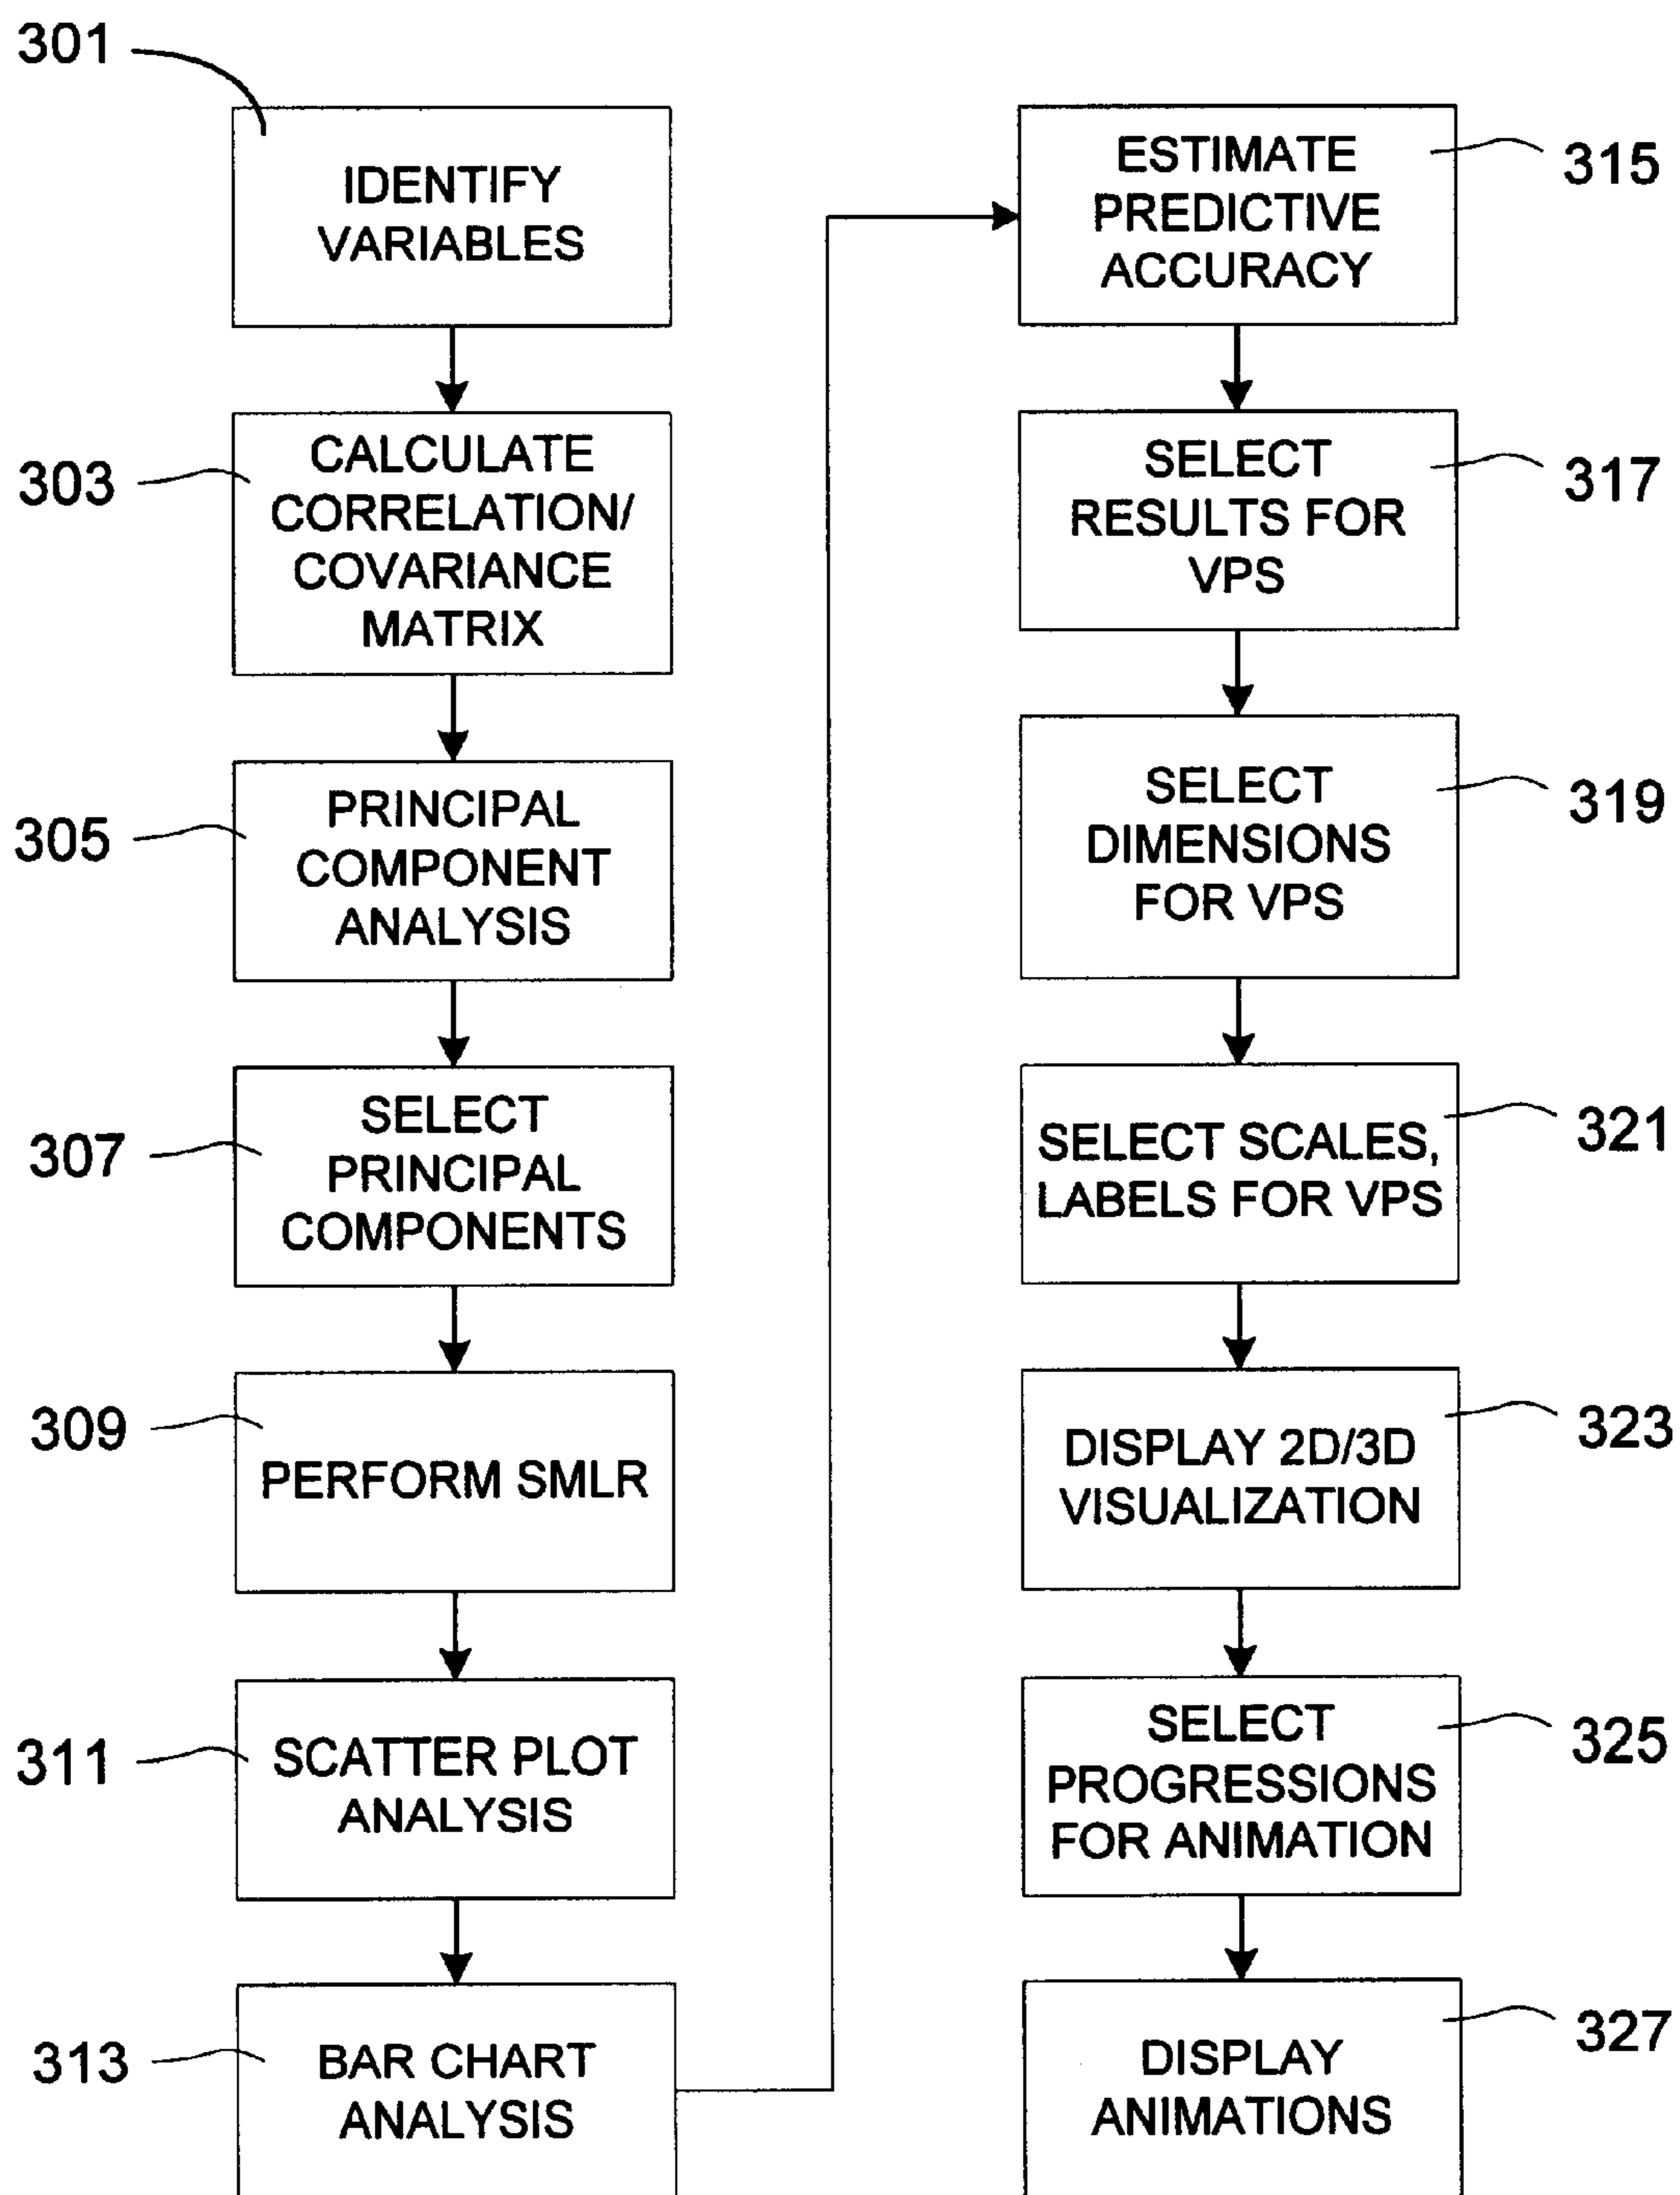 301
IDENTIFY
VARIABLES
303
CALCULATE
CORRELATION/
COVARIANCE
MATRIX
305
PRINCIPAL
COMPONENT
ANALYSIS
307
SELECT
PRINCIPAL
COMPONENTS
309
PERFORM SMLR
311
SCATTER PLOT
ANALYSIS
313
BAR CHART
ANALYSIS
ESTIMATE
PREDICTIVE
ACCURACY
315
SELECT
RESULTS FOR
VPS
317
SELECT
DIMENSIONS
FOR VPS
319
SELECT SCALES,
LABELS FOR VPS
321
DISPLAY 2D/3D
VISUALIZATION
323
SELECT
PROGRESSIONS
FOR ANIMATION
325
DISPLAY
ANIMATIONS
327